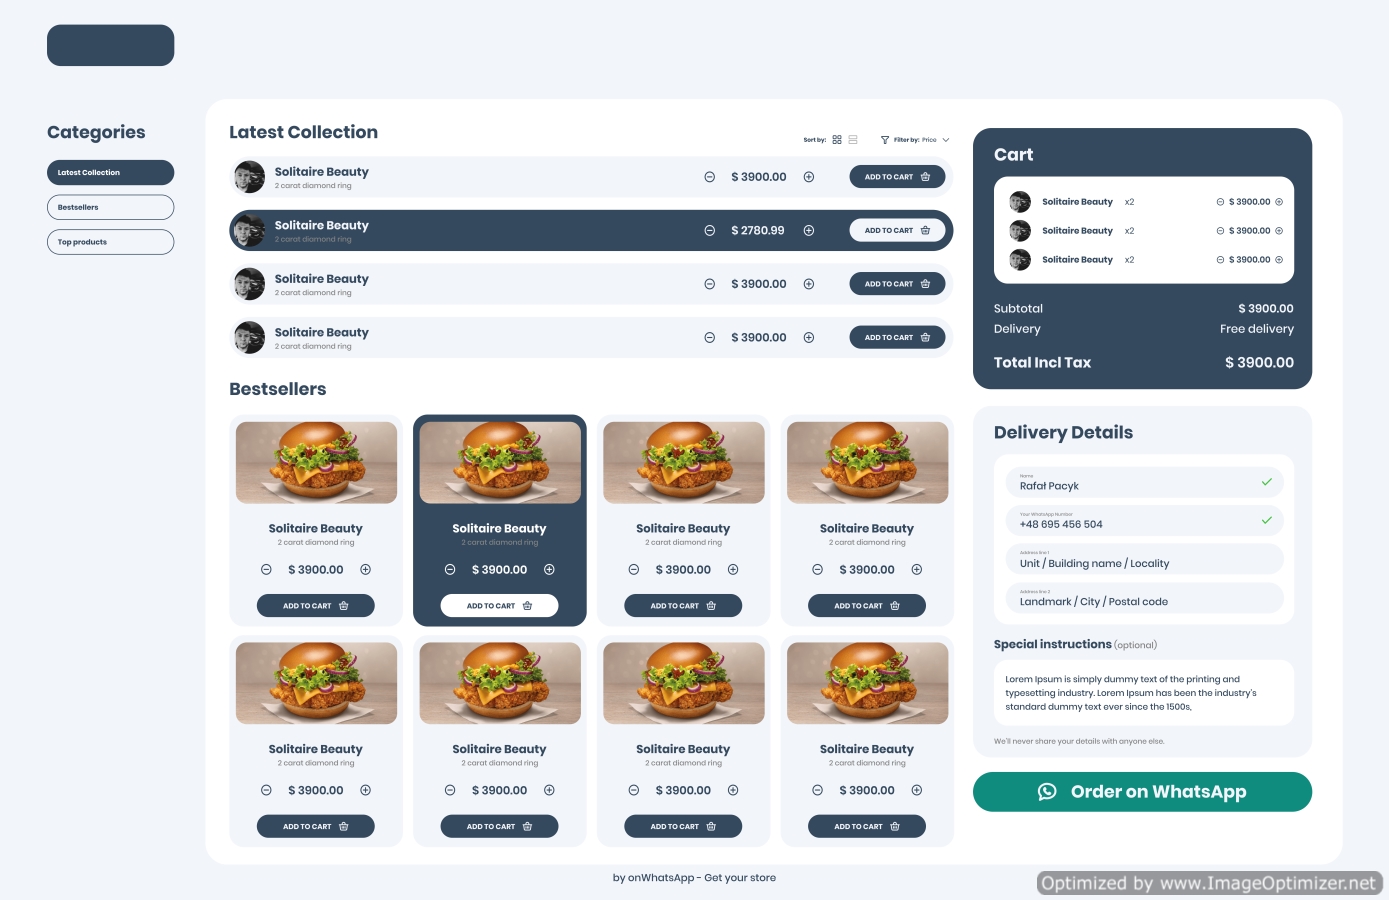 Categories
Latest Collection
Bestsellers
Top products
Latest Collection
Sort by:
Filter by: Price
Solitaire Beauty
2 carat diamond ring
$ 3900.00
ADD TO CART
Solitaire Beauty
2 carat diamond ring
$ 2780.99
ADD TO CART
Solitaire Beauty
2 carat diamond ring
$ 3900.00
ADD TO CART
Solitaire Beauty
2 carat diamond ring
$ 3900.00
ADD TO CART
Bestsellers
Solitaire Beauty
2 carat diamond ring
$ 3900.00
ADD TO CART
Solitaire Beauty
2 carat diamond ring
$ 3900.00
ADD TO CART
Solitaire Beauty
2 carat diamond ring
$ 3900.00
ADD TO CART
Solitaire Beauty
2 carat diamond ring
$ 3900.00
ADD TO CART
Solitaire Beauty
2 carat diamond ring
$ 3900.00
ADD TO CART
Solitaire Beauty
2 carat diamond ring
$ 3900.00
ADD TO CART
Solitaire Beauty
2 carat diamond ring
$ 3900.00
ADD TO CART
Solitaire Beauty
2 carat diamond ring
$ 3900.00
ADD TO CART
Cart
Solitaire Beauty x2 $ 3900.00
Solitaire Beauty x2 $ 3900.00
Solitaire Beauty x2 $ 3900.00
Subtotal $ 3900.00
Delivery Free delivery
Total Incl Tax $ 3900.00
Delivery Details
Name
Rafał Pacyk
Your WhatsApp Number
+48 695 456 504
Address line 1
Unit / Building name / Locality
Address line 2
Landmark / City / Postal code
Special instructions (optional)
Lorem Ipsum is simply dummy text of the printing and
typesetting industry. Lorem Ipsum has been the industry's
standard dummy text ever since the 1500s,
We'll never share your details with anyone else.
Order on WhatsApp
by onWhatsApp - Get your store
Optimized by www.ImageOptimizer.net